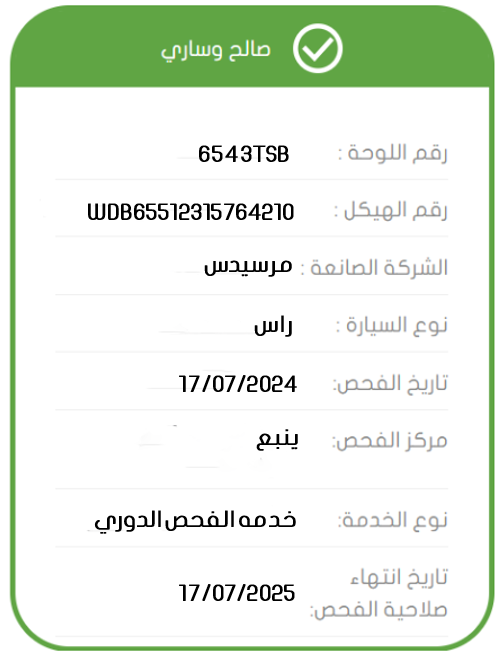 صالح وساري
رقم اللوحة : 6543TSB
رقم الهيكل : WDB65512315764210
الشركة الصانعة : مرسيدس
نوع السيارة : راس
تاريخ الفحص: 17/07/2024
مركز الفحص: ينبع
نوع الخدمة: خدمه الفحص الدوري
تاريخ انتهاء
صلاحية الفحص: 17/07/2025